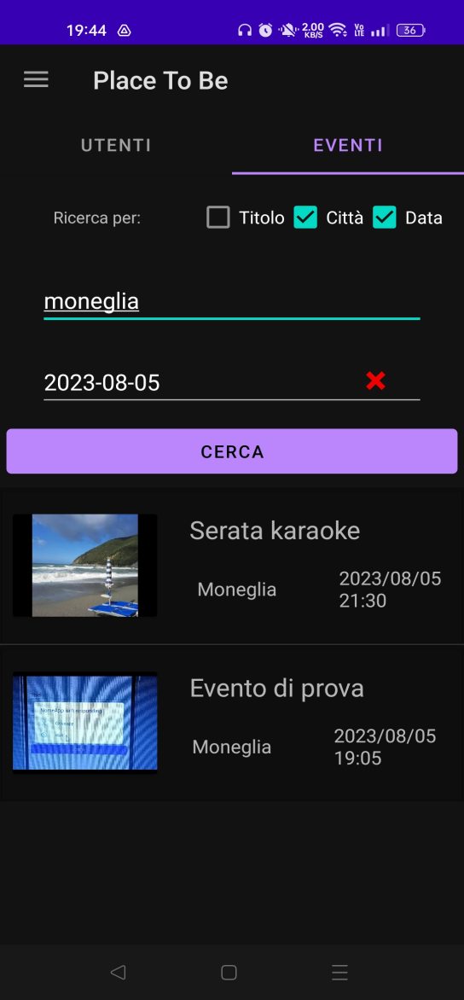 19:44
2.00
KB/S
Vo
LTE
36
Place To Be
UTENTI
EVENTI
Ricerca per:
Titolo
Città
Data
moneglia
2023-08-05
CERCA
Serata karaoke
Moneglia
2023/08/05
21:30
Evento di prova
Moneglia
2023/08/05
19:05